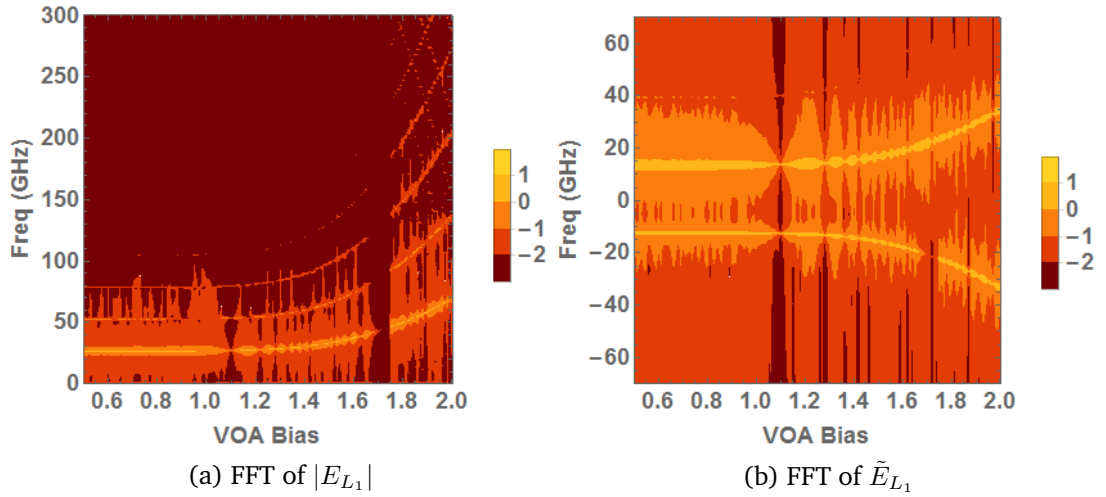 300
250
200
150
100
50
0
Freq (GHz)
0.6 0.8 1.0 1.2 1.4 1.6 1.8 2.0
VOA Bias
1
0
−1
−2
(a) FFT of |E_{L_1}|
60
40
20
0
−20
−40
−60
Freq (GHz)
0.6 0.8 1.0 1.2 1.4 1.6 1.8 2.0
VOA Bias
1
0
−1
−2
(b) FFT of Ẽ_{L_1}